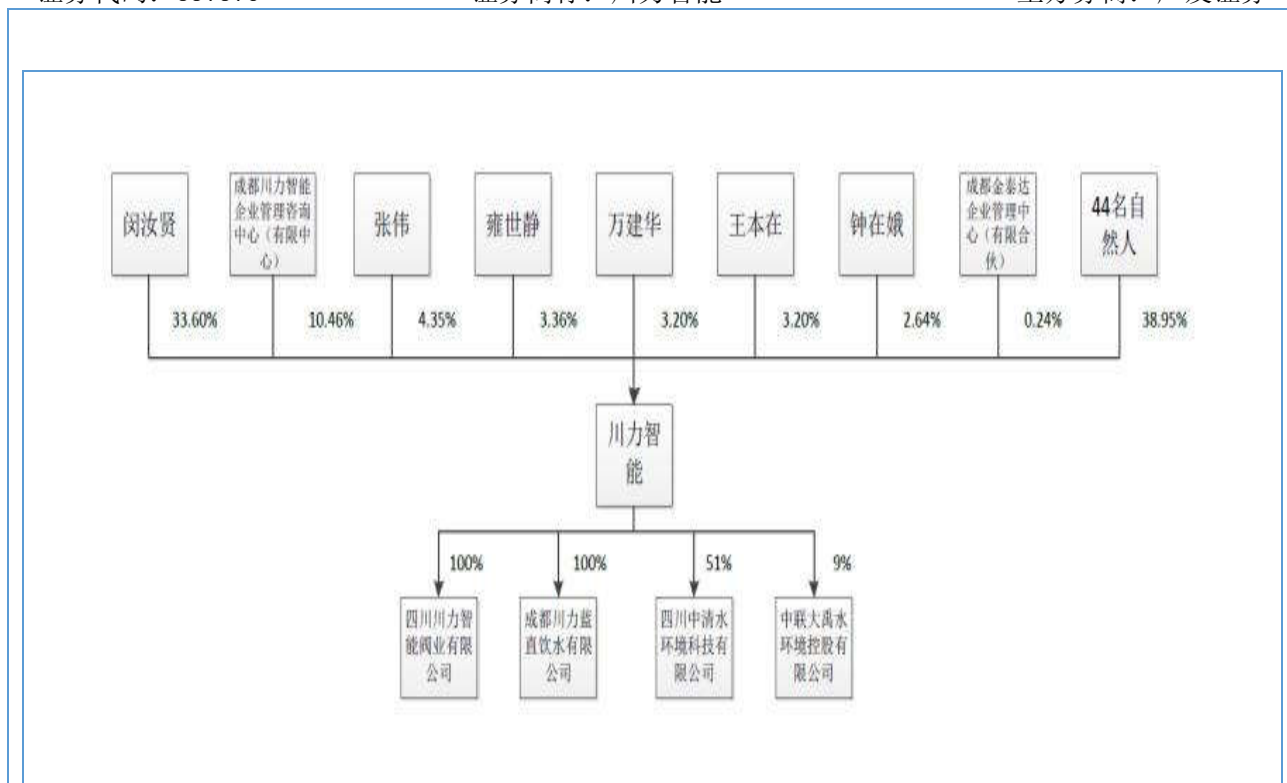 闵汝贤
成都川力智能
企业管理咨询
中心（有限中
心）
张伟
雍世静
万建华
王本在
钟在娥
成都金泰达
企业管理中
心（有限合
伙）
44名自
然人
33.60%
10.46%
4.35%
3.36%
3.20%
3.20%
2.64%
0.24%
38.95%
川力智
能
100%
100%
51%
9%
四川川力智
能阀业有限
公司
成都川力蓝
直饮水有限
公司
四川中清水
环境科技有
限公司
中联大禹水
环境控股有
限公司